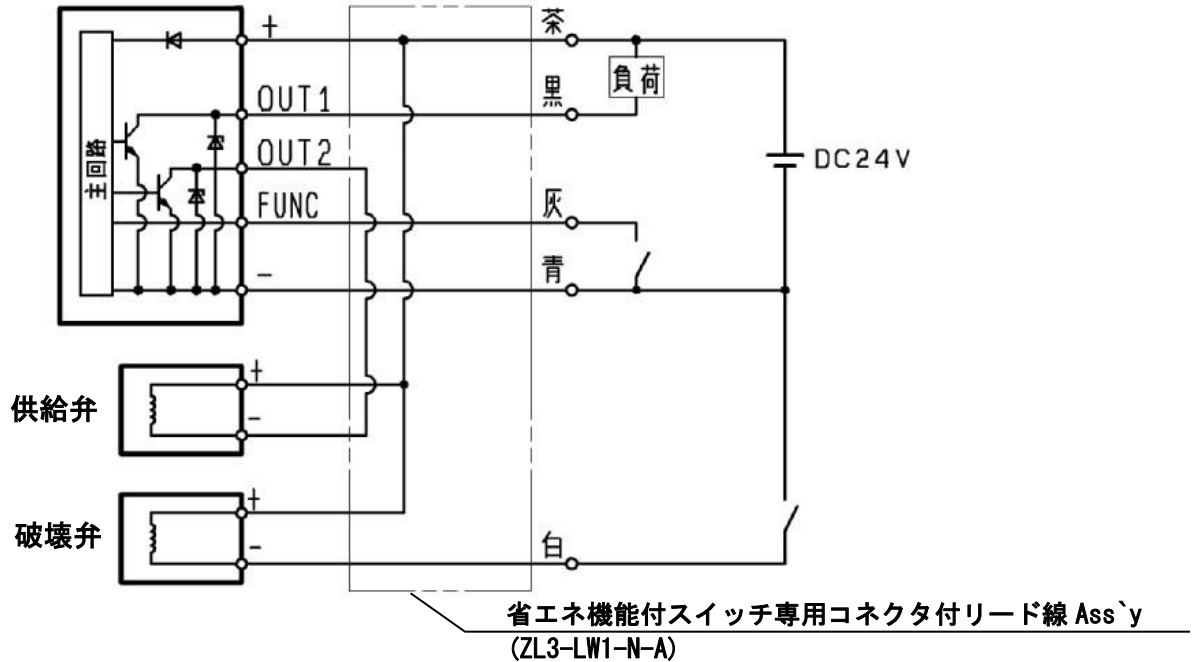 +
茶
負荷
OUT1
黒
主回路
OUT2
DC24V
FUNC
灰
-
青
供給弁
+
-
破壊弁
+
-
白
省エネ機能付スイッチ専用コネクタ付リード線 Ass`y
(ZL3-LW1-N-A)